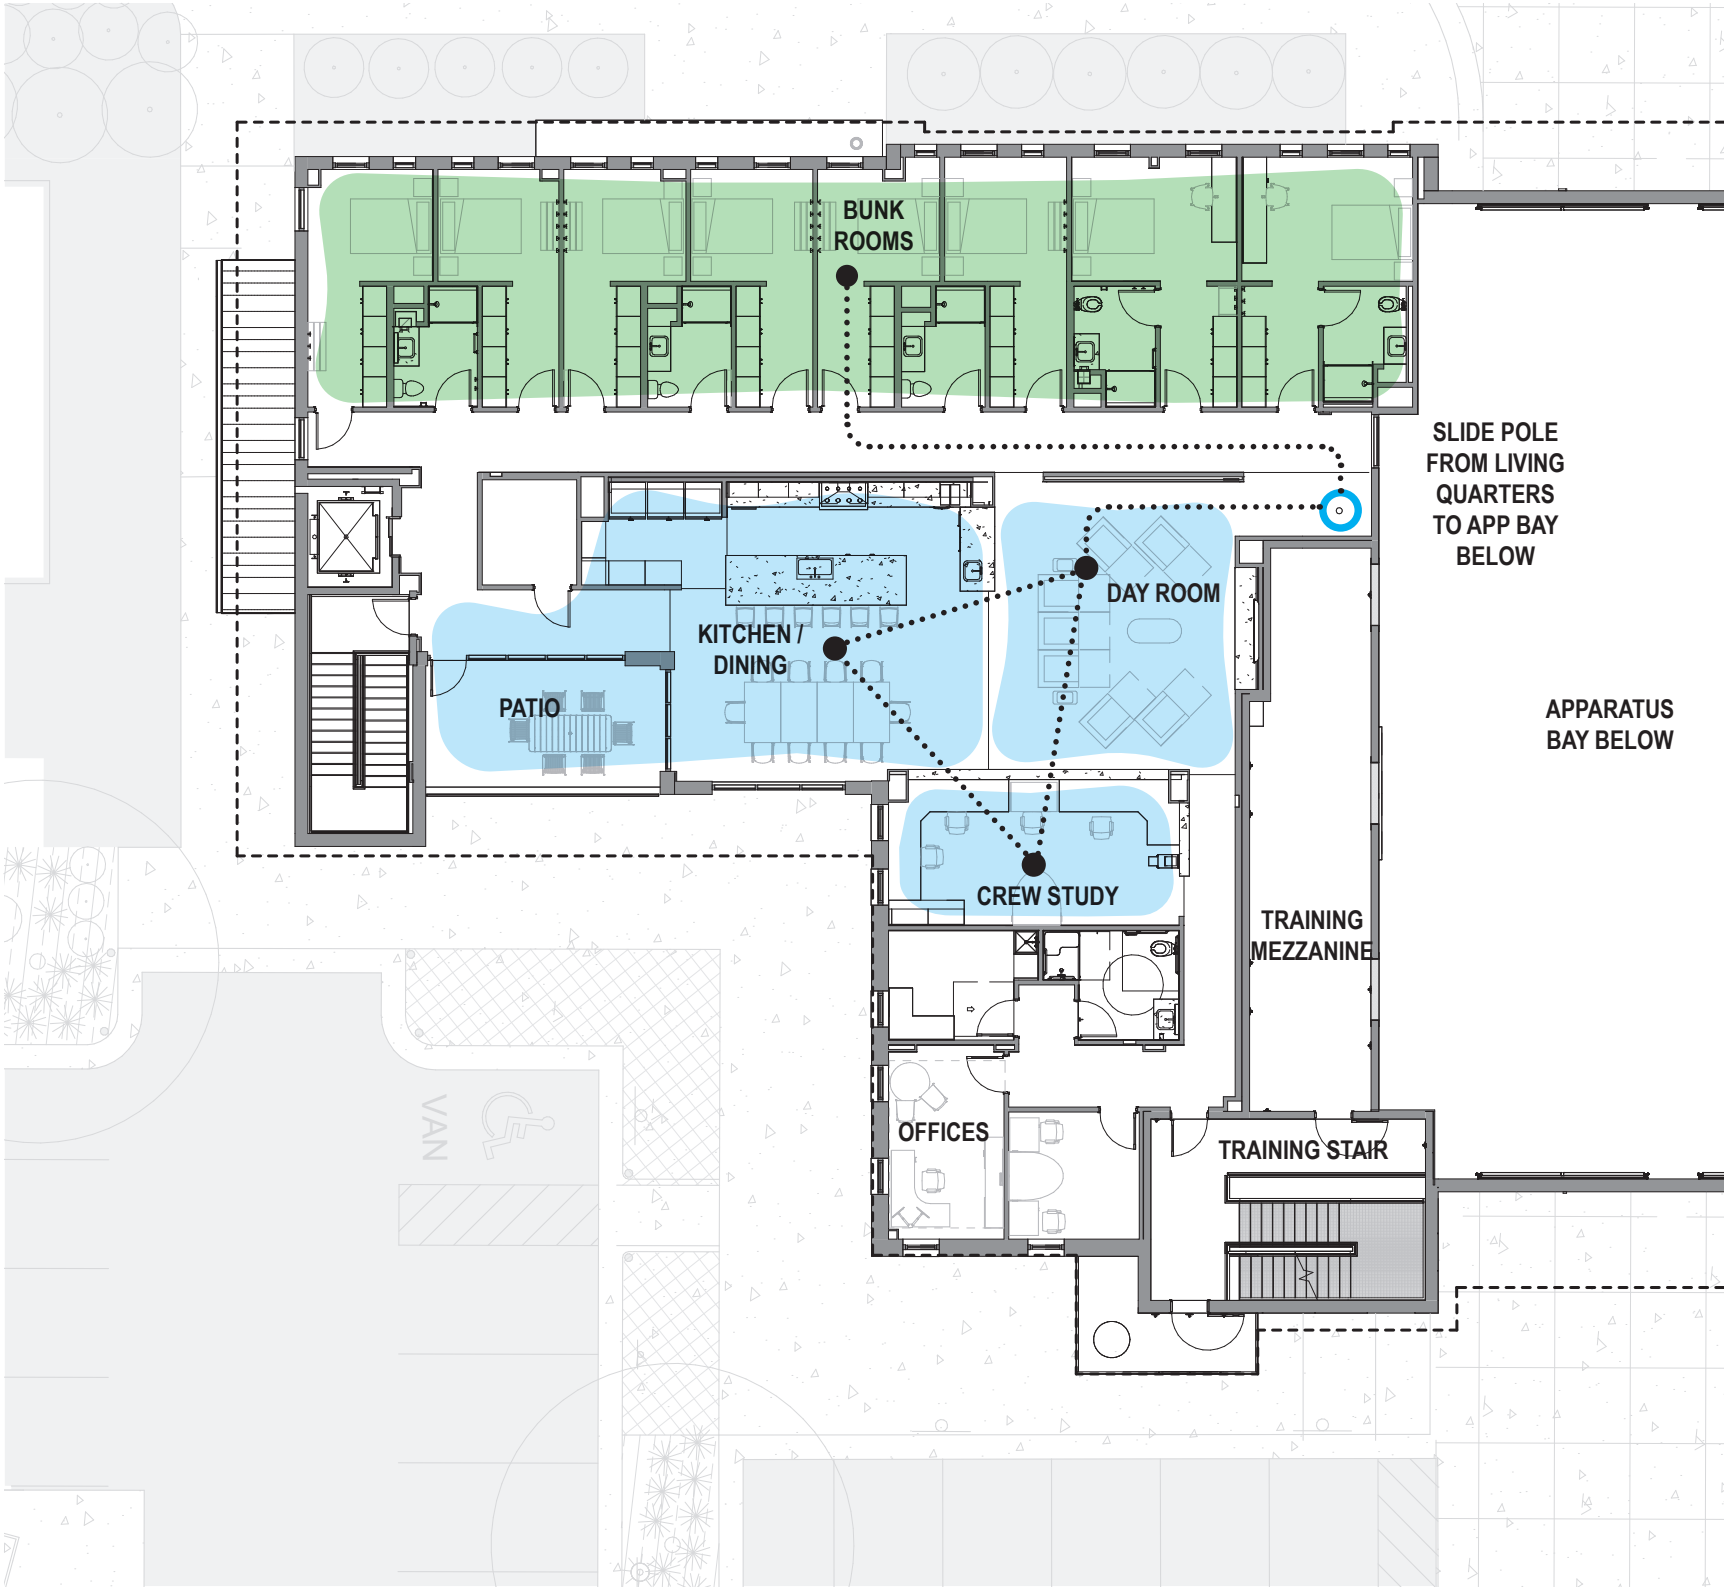 BUNK
ROOMS
SLIDE POLE
FROM LIVING
QUARTERS
TO APP BAY
BELOW
DAY ROOM
KITCHEN /
DINING
PATIO
APPARATUS
BAY BELOW
CREW STUDY
TRAINING
MEZZANINE
VAN
OFFICES
TRAINING STAIR